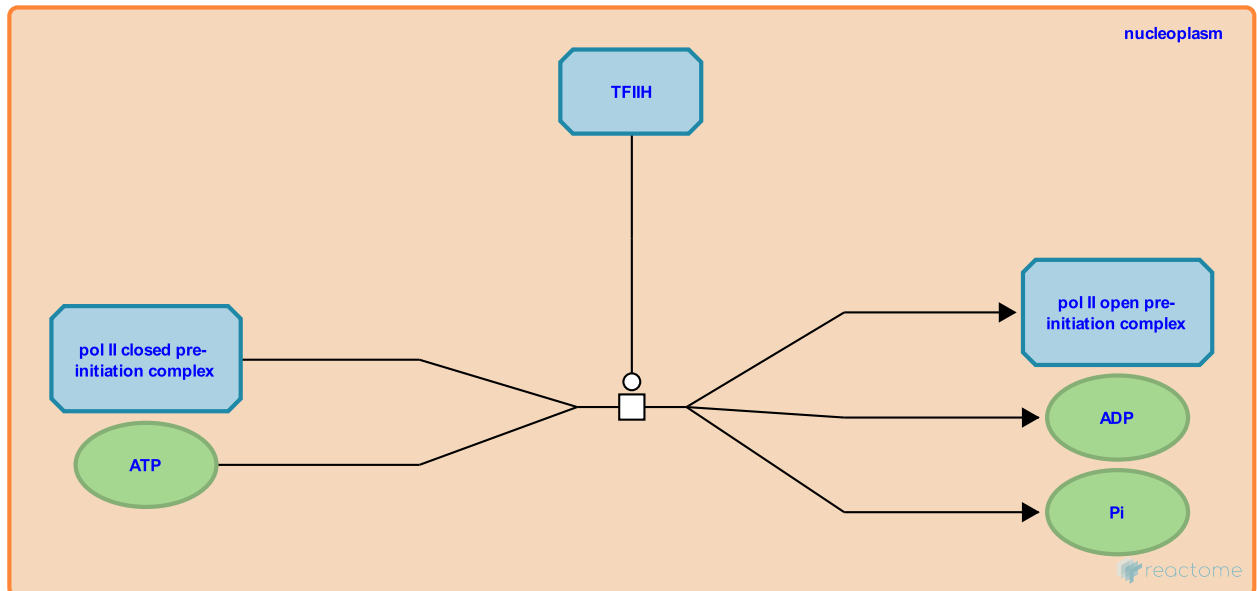 nucleoplasm
TFIIH
pol II closed pre-
initiation complex
ATP
pol II open pre-
initiation complex
ADP
Pi
reactome